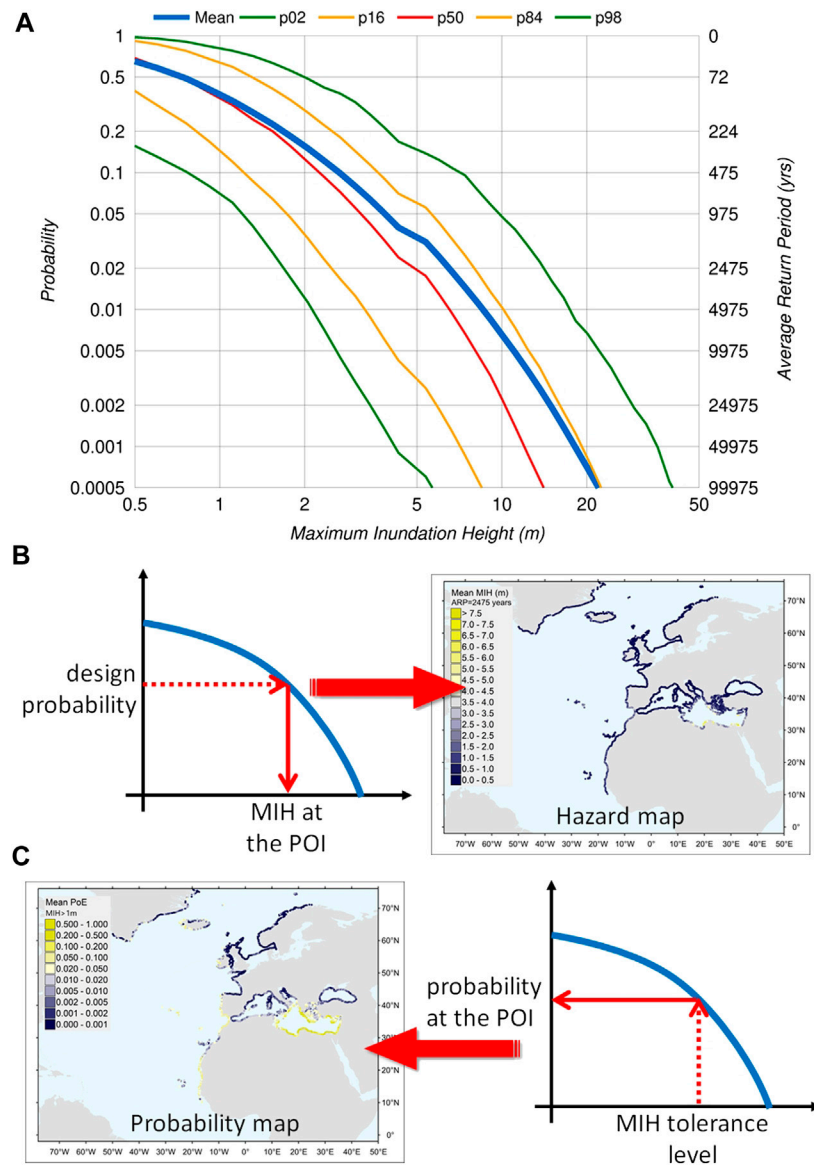 A
Mean p02 p16 p50 p84 p98
1 0
0.5 72
0.2 224
0.1 475
0.05 975
0.02 2475
0.01 4975
0.005 9975
0.002 24975
0.001 49975
0.0005 99975
Probability
Average Return Period (yrs)
0.5 1 2 5 10 20 50
Maximum Inundation Height (m)
B
design
probability
MIH at
the POI
Mean MIH (m)
ARP=2475 years
> 7.5
7.0 - 7.5
6.5 - 7.0
6.0 - 6.5
5.5 - 6.0
5.0 - 5.5
4.5 - 5.0
4.0 - 4.5
3.5 - 4.0
3.0 - 3.5
2.5 - 3.0
2.0 - 2.5
1.5 - 2.0
1.0 - 1.5
0.5 - 1.0
0.0 - 0.5
70°N
60°N
50°N
40°N
30°N
20°N
10°N
0°
Hazard map
70°W 60°W 50°W 40°W 30°W 20°W 10°W 0° 10°E 20°E 30°E 40°E 50°E
C
Mean PoE
MIH>1m
0.500 - 1.000
0.200 - 0.500
0.100 - 0.200
0.050 - 0.100
0.020 - 0.050
0.010 - 0.020
0.005 - 0.010
0.002 - 0.005
0.001 - 0.002
0.000 - 0.001
70°N
60°N
50°N
40°N
30°N
20°N
10°N
0°
Probability map
70°W 60°W 50°W 40°W 30°W 20°W 10°W 0° 10°E 20°E 30°E 40°E 50°E
probability
at the POI
MIH tolerance
level